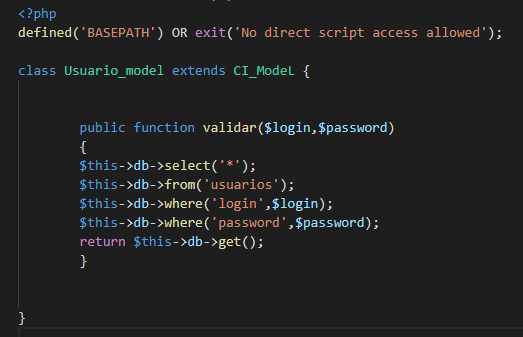 <?php
defined('BASEPATH') OR exit('No direct script access allowed');
class Usuario_model extends CI_ModeL {
public function validar($login,$password)
{
$this->db->select('*');
$this->db->from('usuarios');
$this->db->where('login',$login);
$this->db->where('password',$password);
return $this->db->get();
}
}